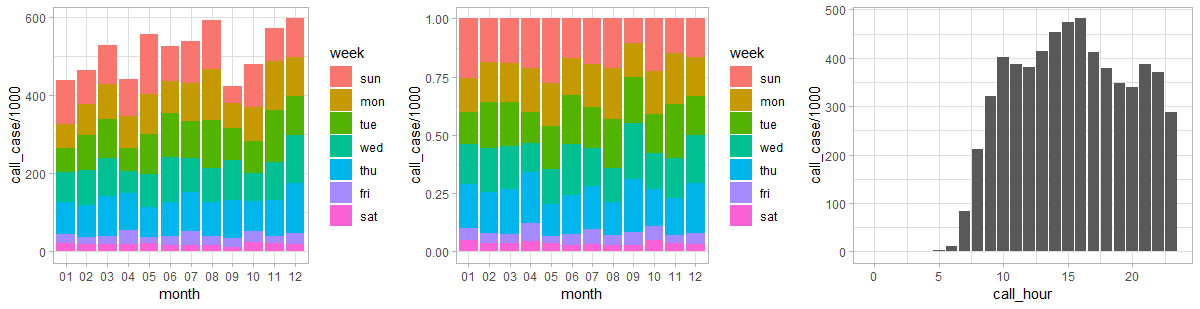 call_case/1000
600
400
200
0
01 02 03 04 05 06 07 08 09 10 11 12
month
week
sun
mon
tue
wed
thu
fri
sat
call_case/1000
1.00
0.75
0.50
0.25
0.00
01 02 03 04 05 06 07 08 09 10 11 12
month
week
sun
mon
tue
wed
thu
fri
sat
call_case/1000
500
400
300
200
100
0
0 5 10 15 20
call_hour